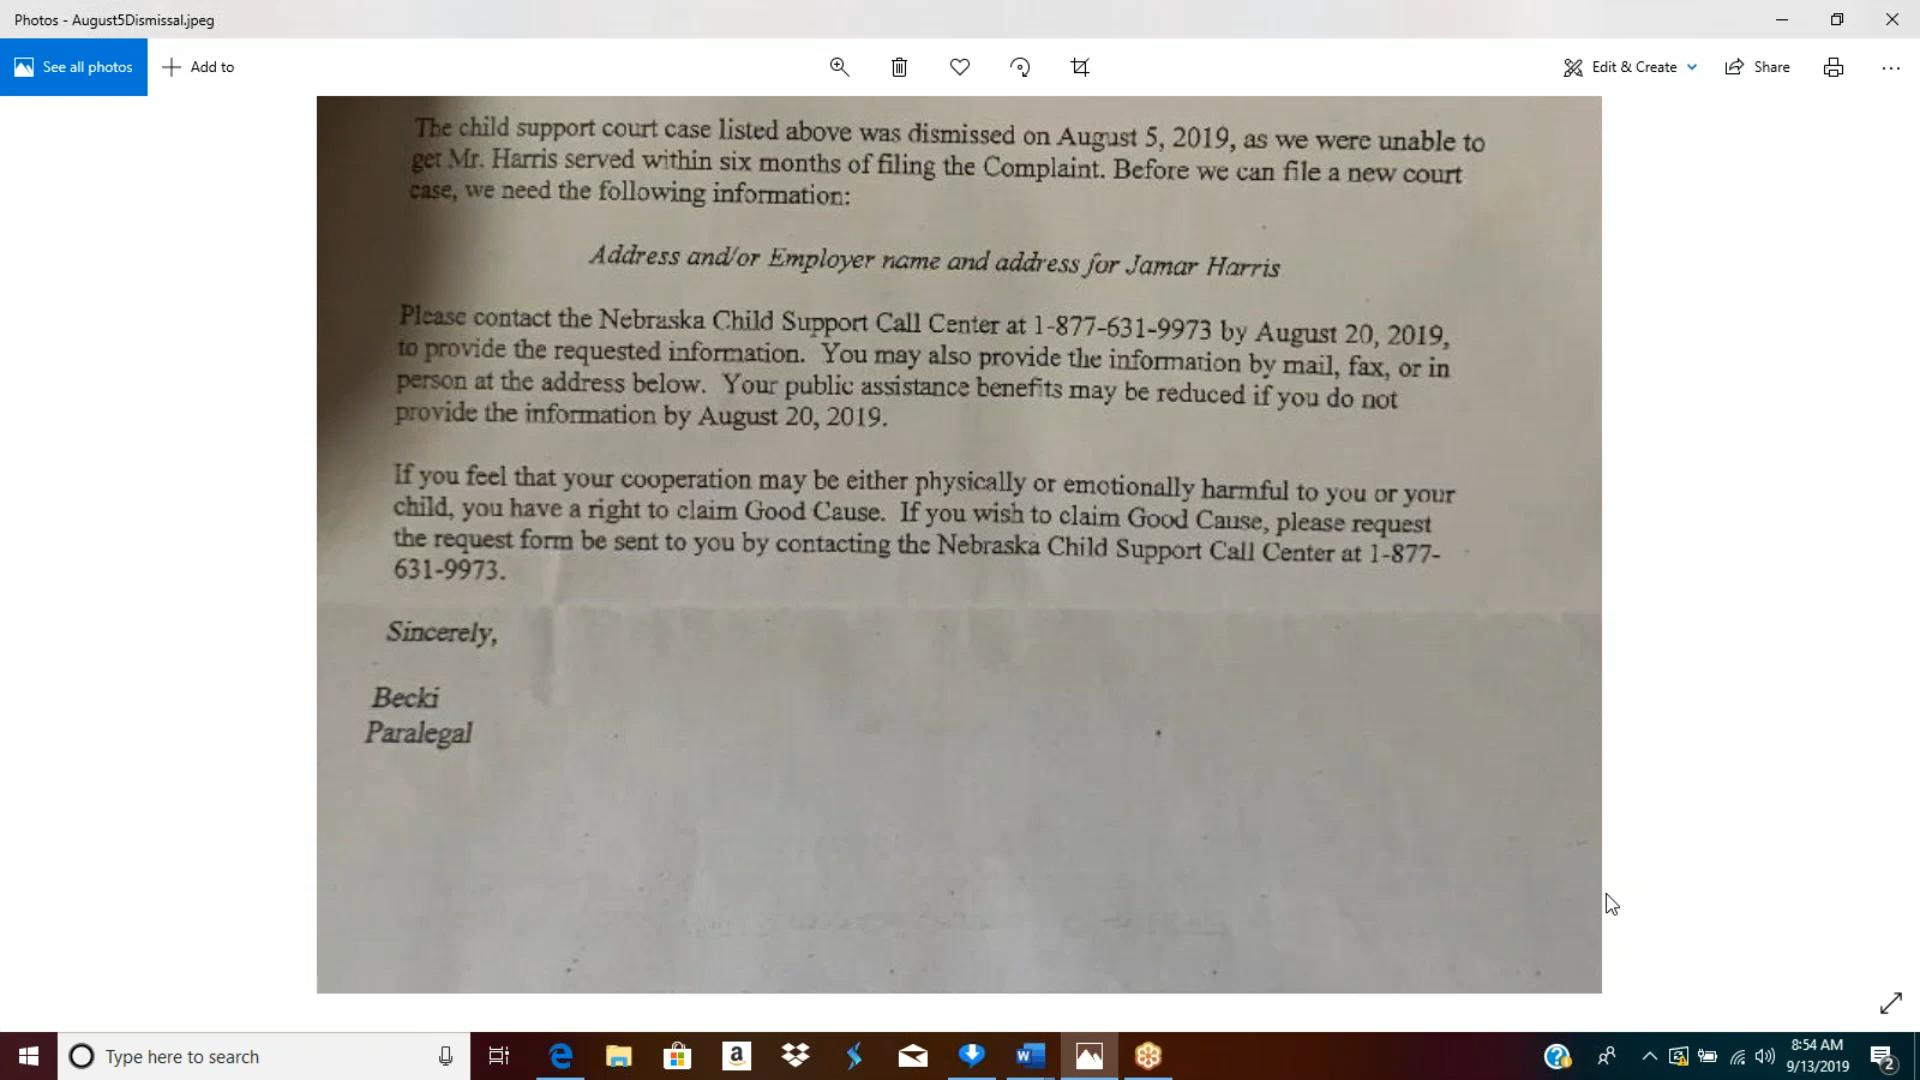 Photos - August5Dismissal.jpeg
See all photos
Add to
Edit & Create
Share
The child support court case listed above was dismissed on August 5, 2019, as we were unable to
get Mr. Harris served within six months of filing the Complaint. Before we can file a new court
case, we need the following information:
Address and/or Employer name and address for Jamar Harris
Please contact the Nebraska Child Support Call Center at 1-877-631-9973 by August 20, 2019,
to provide the requested information. You may also provide the information by mail, fax, or in
person at the address below. Your public assistance benefits may be reduced if you do not
provide the information by August 20, 2019.
If you feel that your cooperation may be either physically or emotionally harmful to you or your
child, you have a right to claim Good Cause. If you wish to claim Good Cause, please request
the request form be sent to you by contacting the Nebraska Child Support Call Center at 1-877-
631-9973.
Sincerely,
Becki
Paralegal
Type here to search
8:54 AM
9/13/2019
2